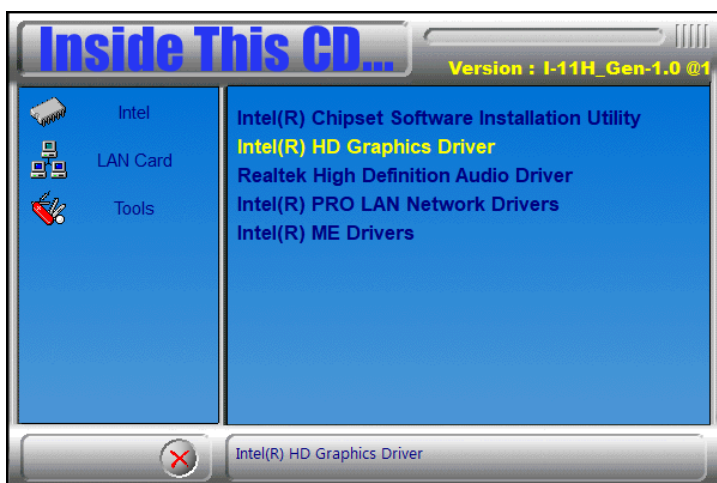 Inside This CD...
Version : I-11H_Gen-1.0 @1
Intel
LAN Card
Tools
Intel(R) Chipset Software Installation Utility
Intel(R) HD Graphics Driver
Realtek High Definition Audio Driver
Intel(R) PRO LAN Network Drivers
Intel(R) ME Drivers
Intel(R) HD Graphics Driver